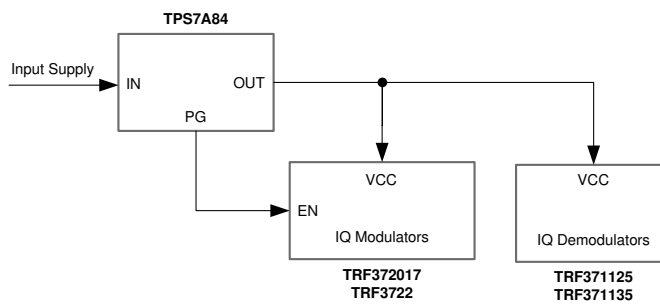 TPS7A84
Input Supply
IN
OUT
PG
VCC
EN
IQ Modulators
TRF372017
TRF3722
VCC
IQ Demodulators
TRF371125
TRF371135